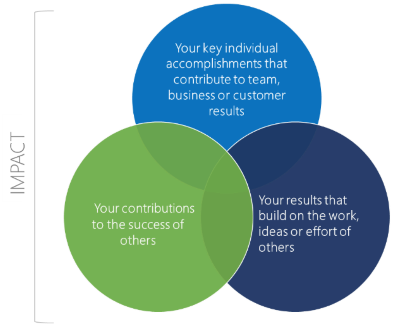 Your key individual
accomplishments that
contribute to team,
business or customer
results
IMPACT
Your contributions
to the success of
others
Your results that
build on the work,
ideas or effort of
others